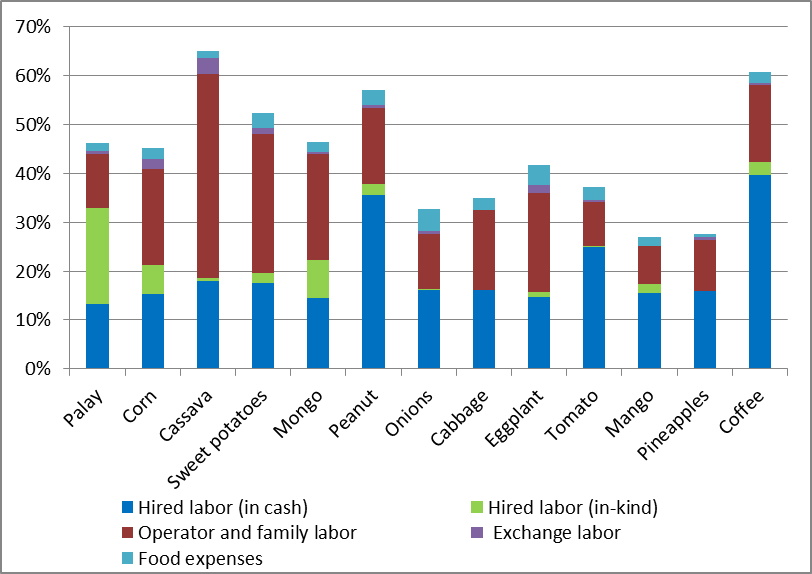 70%
60%
50%
40%
30%
20%
10%
0%
Palay
Corn
Cassava
Sweet potatoes
Mongo
Peanut
Onions
Cabbage
Eggplant
Tomato
Mango
Pineapples
Coffee
Hired labor (in cash)
Hired labor (in-kind)
Operator and family labor
Exchange labor
Food expenses